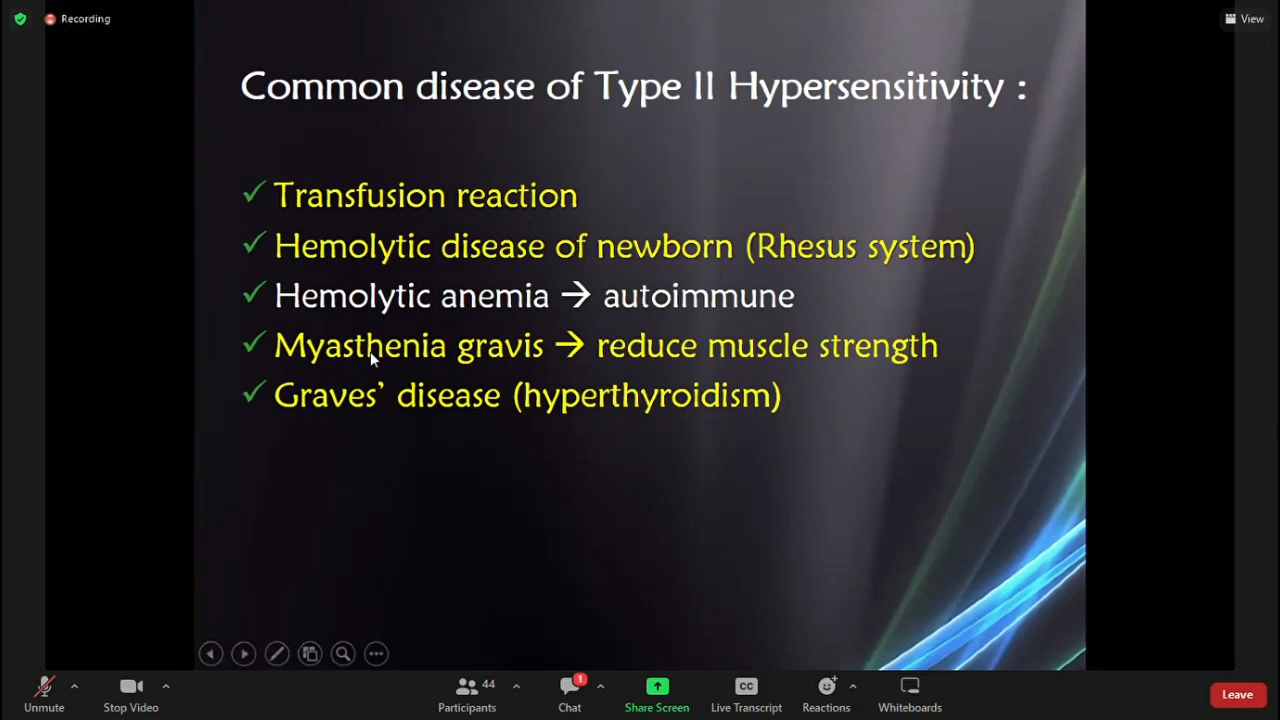 Recording
View
Common disease of Type II Hypersensitivity :
✓ Transfusion reaction
✓ Hemolytic disease of newborn (Rhesus system)
✓ Hemolytic anemia → autoimmune
✓ Myasthenia gravis → reduce muscle strength
✓ Graves’ disease (hyperthyroidism)
44
1
CC
Unmute
Stop Video
Participants
Chat
Share Screen
Live Transcript
Reactions
Whiteboards
Leave